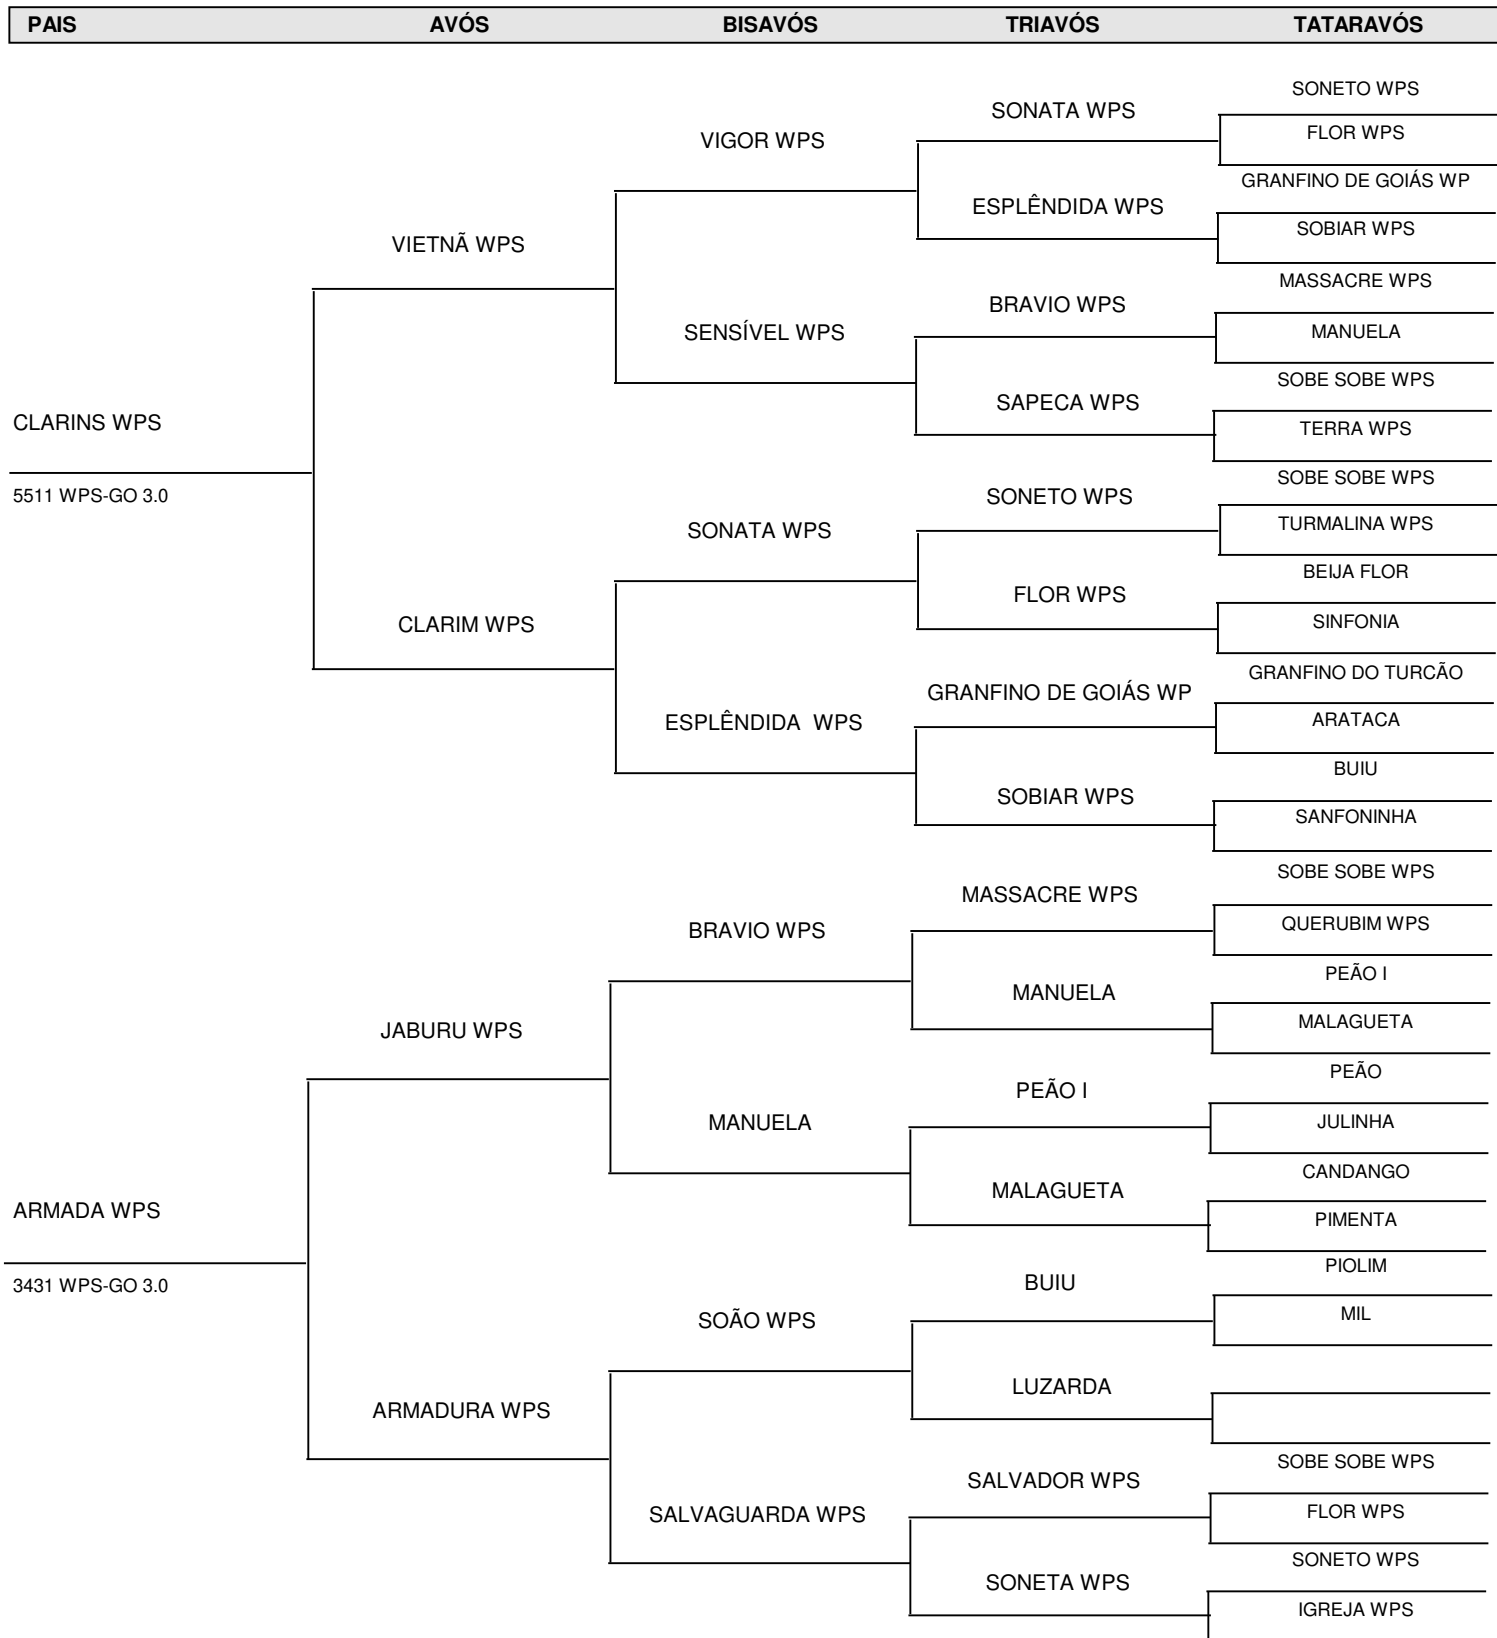 PAIS AVÓS BISAVÓS TRIAVÓS TATARAVÓS
SONETO WPS
SONATA WPS
FLOR WPS
VIGOR WPS
GRANFINO DE GOIÁS WP
ESPLÊNDIDA WPS
SOBIAR WPS
VIETNÃ WPS
MASSACRE WPS
BRAVIO WPS
MANUELA
SENSÍVEL WPS
SOBE SOBE WPS
SAPECA WPS
TERRA WPS
CLARINS WPS
5511 WPS-GO 3.0
SOBE SOBE WPS
SONETO WPS
TURMALINA WPS
SONATA WPS
BEIJA FLOR
FLOR WPS
SINFONIA
CLARIM WPS
GRANFINO DO TURCÃO
GRANFINO DE GOIÁS WP
ARATACA
ESPLÊNDIDA  WPS
BUIU
SOBIAR WPS
SANFONINHA
SOBE SOBE WPS
MASSACRE WPS
QUERUBIM WPS
BRAVIO WPS
PEÃO I
MANUELA
MALAGUETA
JABURU WPS
PEÃO
PEÃO I
JULINHA
MANUELA
CANDANGO
MALAGUETA
PIMENTA
ARMADA WPS
3431 WPS-GO 3.0
PIOLIM
BUIU
MIL
SOÃO WPS
LUZARDA
ARMADURA WPS
SOBE SOBE WPS
SALVADOR WPS
FLOR WPS
SALVAGUARDA WPS
SONETO WPS
SONETA WPS
IGREJA WPS